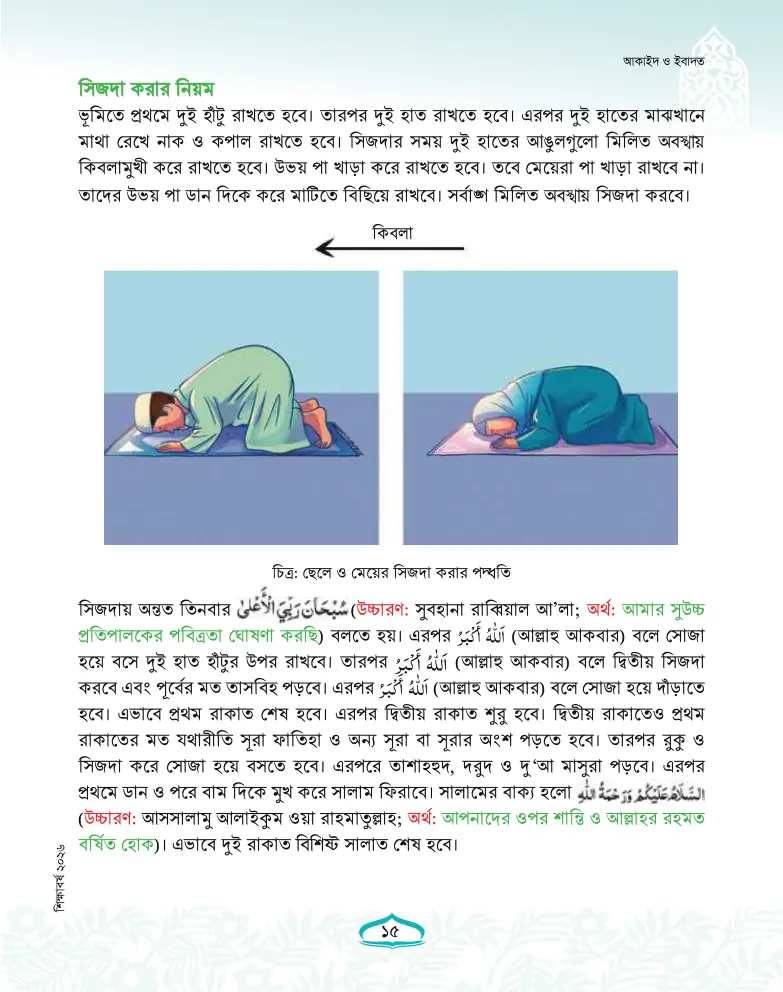 আকাইদ ও ইবাদত
সিজদা করার নিয়ম
ভূমিতে প্রথমে দুই হাঁটু রাখতে হবে। তারপর দুই হাত রাখতে হবে। এরপর দুই হাতের মাঝখানে
মাথা রেখে নাক ও কপাল রাখতে হবে। সিজদার সময় দুই হাতের আঙুলগুলো মিলিত অবস্থায়
কিবলামুখী করে রাখতে হবে। উভয় পা খাড়া করে রাখতে হবে। তবে মেয়েরা পা খাড়া রাখবে না।
তাদের উভয় পা ডান দিকে করে মাটিতে বিছিয়ে রাখবে। সর্বাঙ্গ মিলিত অবস্থায় সিজদা করবে।
কিবলা
চিত্র: ছেলে ও মেয়ের সিজদা করার পদ্ধতি
সিজদায় অন্তত তিনবার سُبْحَانَ رَبِّيَ الْأَعْلٰى (উচ্চারণ: সুবহানা রাব্বিয়াল আ’লা; অর্থ: আমার সুউচ্চ
প্রতিপালকের পবিত্রতা ঘোষণা করছি) বলতে হয়। এরপর اَللّٰهُ أَكْبَرُ (আল্লাহু আকবার) বলে সোজা
হয়ে বসে দুই হাত হাঁটুর উপর রাখবে। তারপর اَللّٰهُ أَكْبَرُ (আল্লাহু আকবার) বলে দ্বিতীয় সিজদা
করবে এবং পূর্বের মত তাসবিহ পড়বে। এরপর اَللّٰهُ أَكْبَرُ (আল্লাহু আকবার) বলে সোজা হয়ে দাঁড়াতে
হবে। এভাবে প্রথম রাকাত শেষ হবে। এরপর দ্বিতীয় রাকাত শুরু হবে। দ্বিতীয় রাকাতেও প্রথম
রাকাতের মত যথারীতি সূরা ফাতিহা ও অন্য সূরা বা সূরার অংশ পড়তে হবে। তারপর রুকু ও
সিজদা করে সোজা হয়ে বসতে হবে। এরপরে তাশাহহুদ, দরুদ ও দু‘আ মাসুরা পড়বে। এরপর
প্রথমে ডান ও পরে বাম দিকে মুখ করে সালাম ফিরাবে। সালামের বাক্য হলো اَلسَّلَامُ عَلَيْكُمْ وَرَحْمَةُ اللّٰهِ
(উচ্চারণ: আসসালামু আলাইকুম ওয়া রাহমাতুল্লাহ; অর্থ: আপনাদের ওপর শান্তি ও আল্লাহর রহমত
বর্ষিত হোক)। এভাবে দুই রাকাত বিশিষ্ট সালাত শেষ হবে।
শিক্ষাবর্ষ ২০২৬
১৫